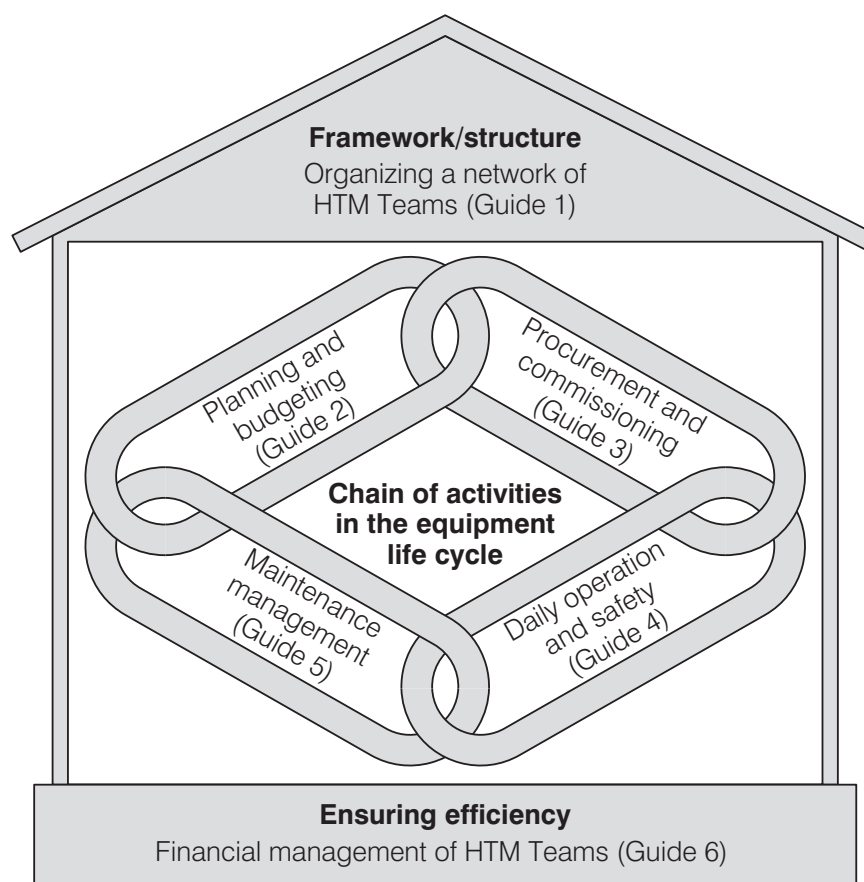 Framework/structure
Organizing a network of
HTM Teams (Guide 1)
Planning and
budgeting
(Guide 2)
Procurement and
commissioning
(Guide 3)
Chain of activities
in the equipment
life cycle
Maintenance
management
(Guide 5)
Daily operation
and safety
(Guide 4)
Ensuring efficiency
Financial management of HTM Teams (Guide 6)